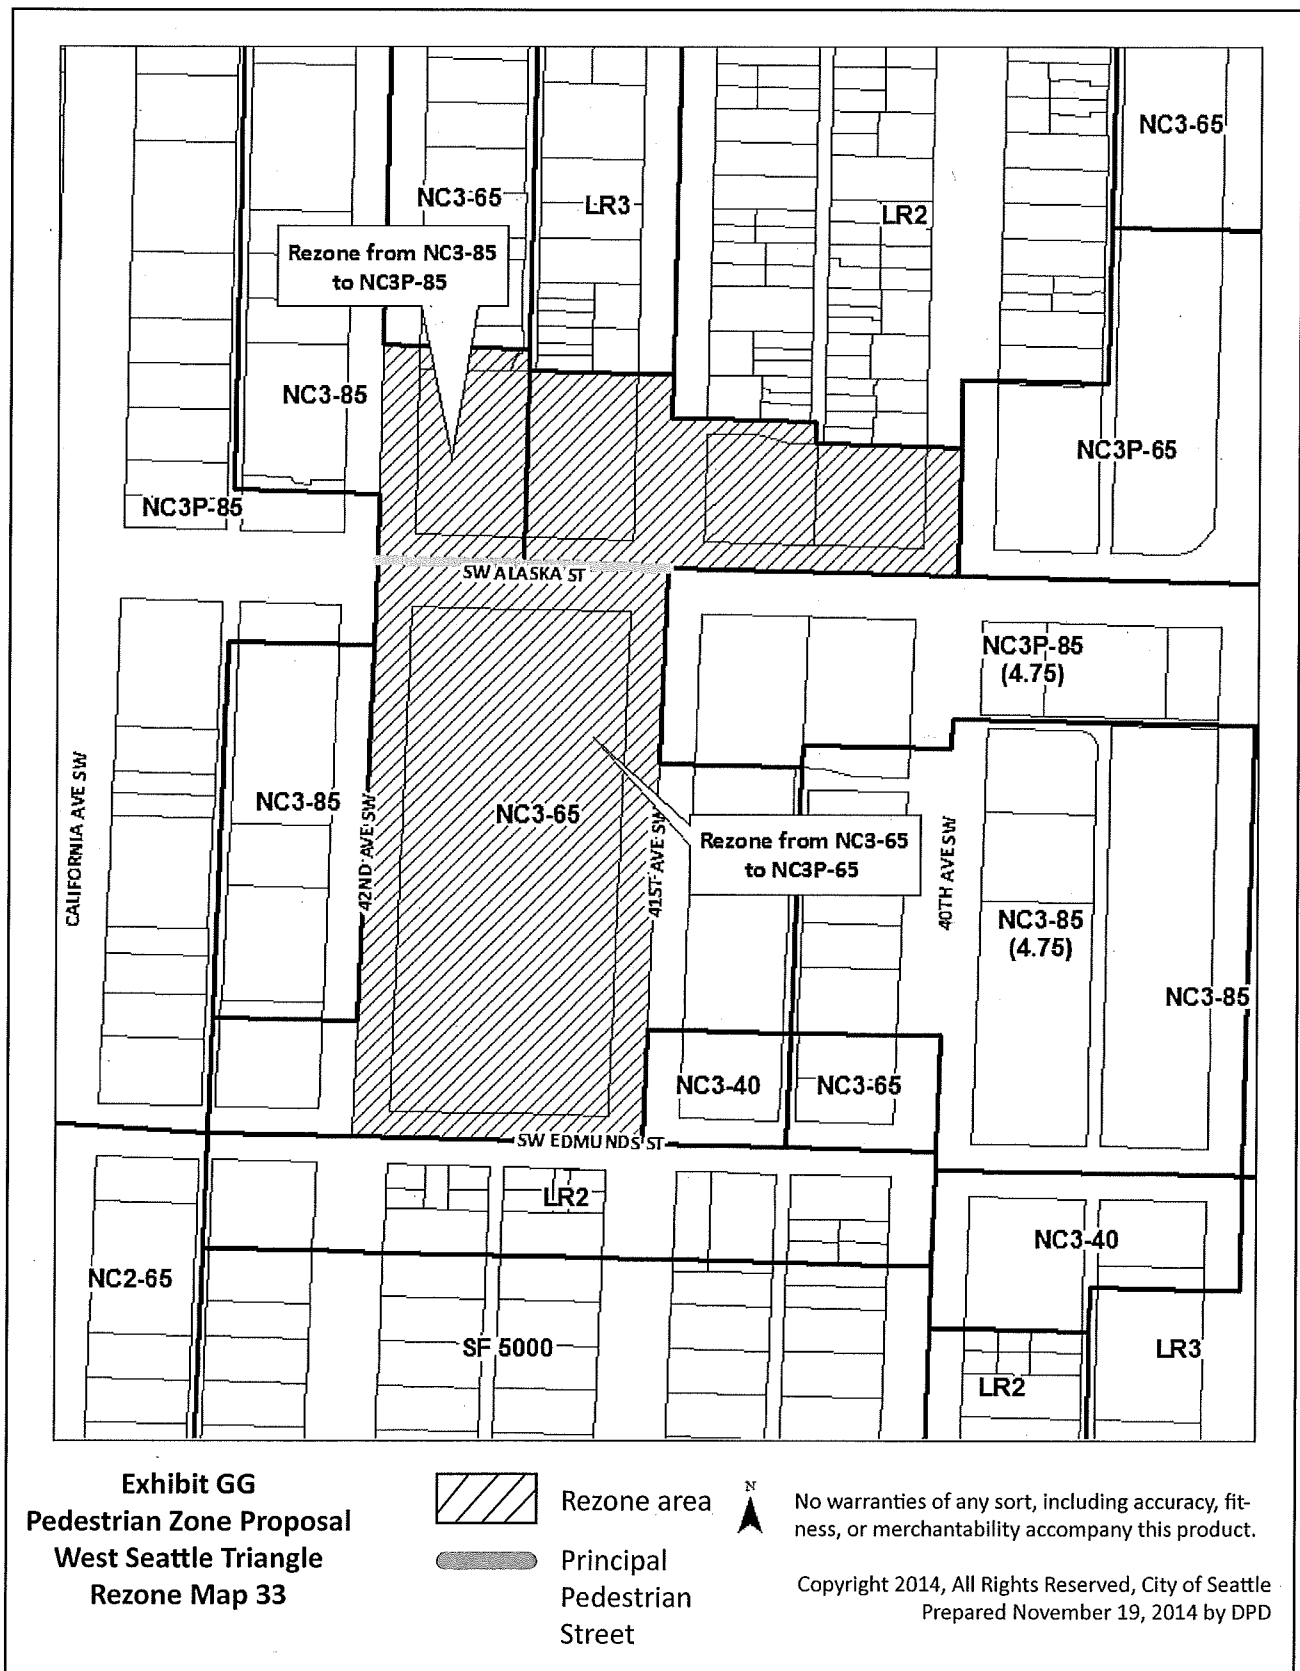 NC3-65
NC3-65
LR3
LR2
Rezone from NC3-85
to NC3P-85
NC3-85
NC3P-65
NC3P-85
SW ALASKA ST
NC3P-85
(4.75)
CALIFORNIA AVE SW
NC3-85
42ND AVE SW
NC3-65
41ST AVE SW
Rezone from NC3-65
to NC3P-65
40TH AVE SW
NC3-85
(4.75)
NC3-85
NC3-40
NC3-65
SW EDMUNDS ST
LR2
NC3-40
NC2-65
SF 5000
LR3
LR2
Exhibit GG
Pedestrian Zone Proposal
West Seattle Triangle
Rezone Map 33
Rezone area
Principal
Pedestrian
Street
N
No warranties of any sort, including accuracy, fit-
ness, or merchantability accompany this product.
Copyright 2014, All Rights Reserved, City of Seattle
Prepared November 19, 2014 by DPD